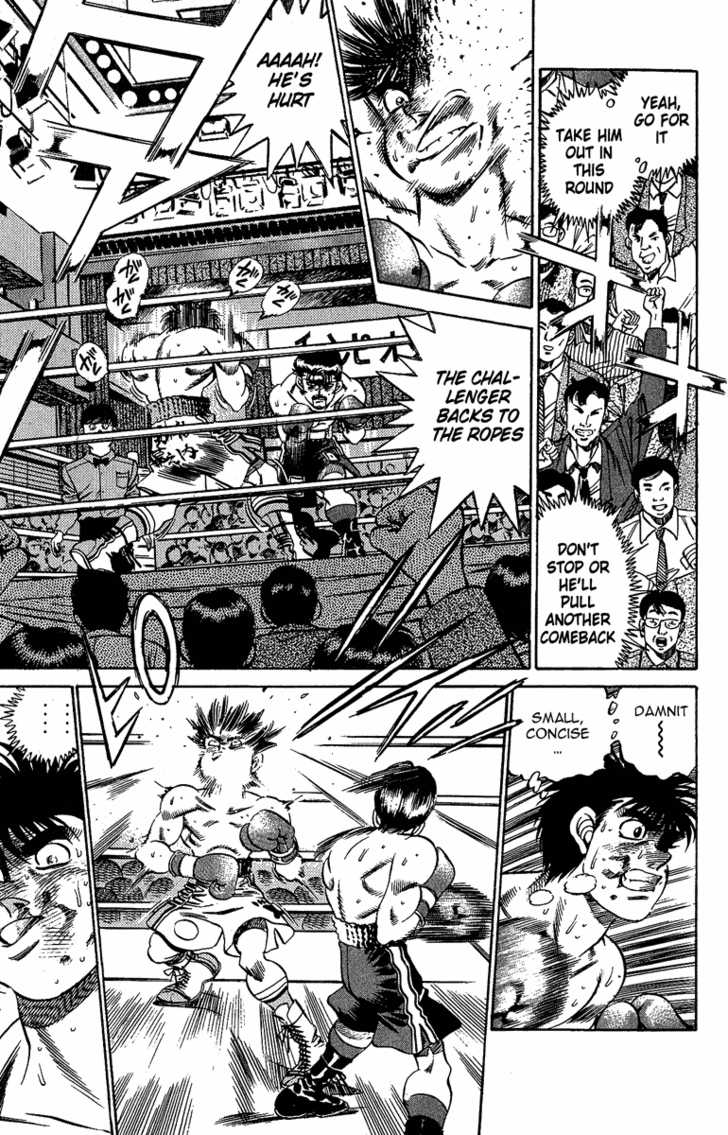 YEAH,
GO FOR
IT
TAKE HIM
OUT IN
THIS
ROUND
DON'T
STOP OR
HE'LL
PULL
ANOTHER
COMEBACK
AAAAH!
HE'S
HURT
THE CHAL-
LENGER
BACKS TO
THE ROPES
DAMNIT
SMALL,
CONCISE
...